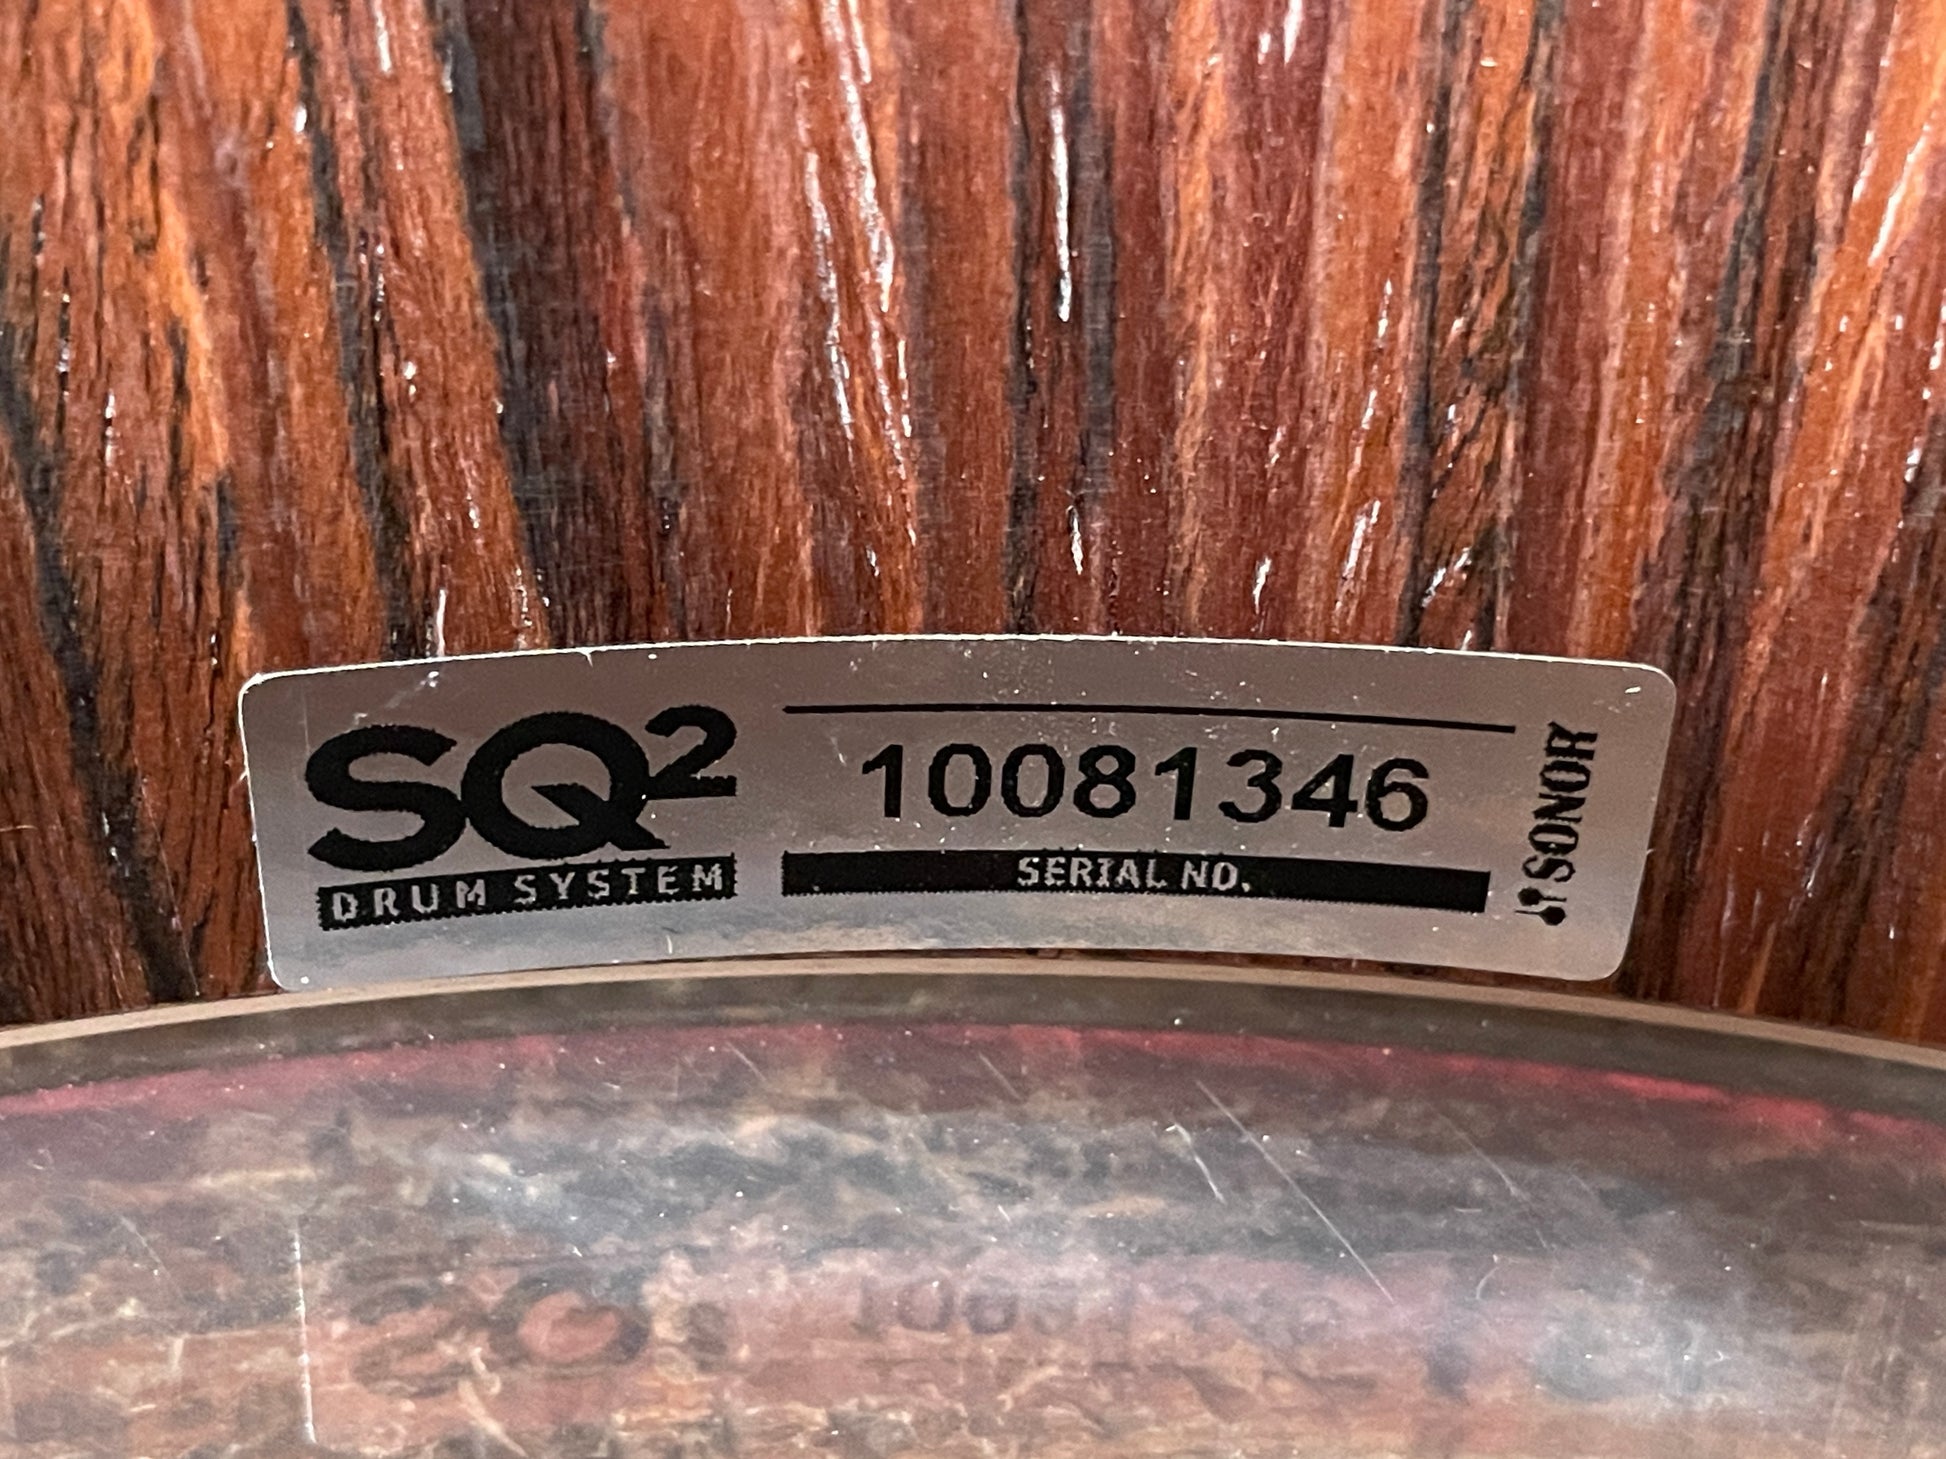 SQ2
DRUM SYSTEM
10081346
SERIAL NO.
SONOR